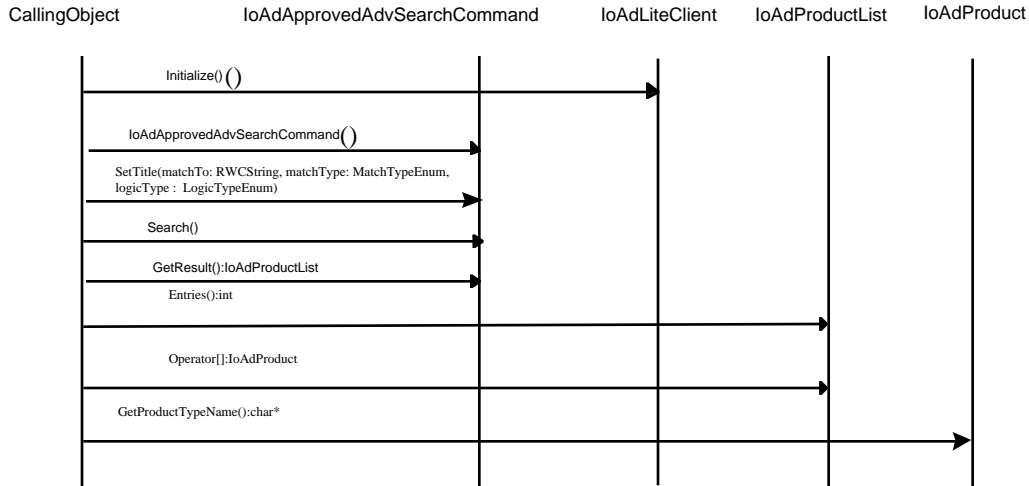 CallingObject IoAdApprovedAdvSearchCommand IoAdLiteClient IoAdProductList IoAdProduct
Initialize()()
IoAdApprovedAdvSearchCommand()
SetTitle(matchTo: RWCString, matchType: MatchTypeEnum,
logicType : LogicTypeEnum)
Search()
GetResult():IoAdProductList
Entries():int
Operator[]:IoAdProduct
GetProductTypeName():char*